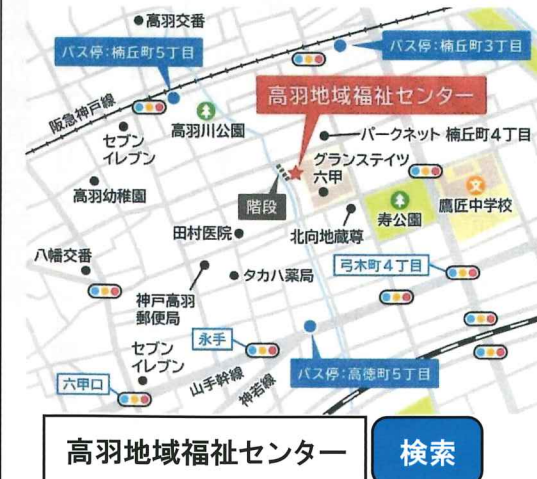 高羽交番
バス停:楠丘町5丁目
バス停:楠丘町3丁目
阪急神戸線
高羽地域福祉センター
セブン
イレブン
高羽川公園
パークネット 楠丘町4丁目
グランステイツ
六甲
高羽幼稚園
階段
寿公園
文
鷹匠中学校
田村医院
北向地蔵尊
八幡交番
タカハ薬局
弓木町4丁目
神戸高羽
郵便局
永手
セブン
イレブン
バス停:高徳町5丁目
六甲口
山手幹線
神若線
高羽地域福祉センター
検索